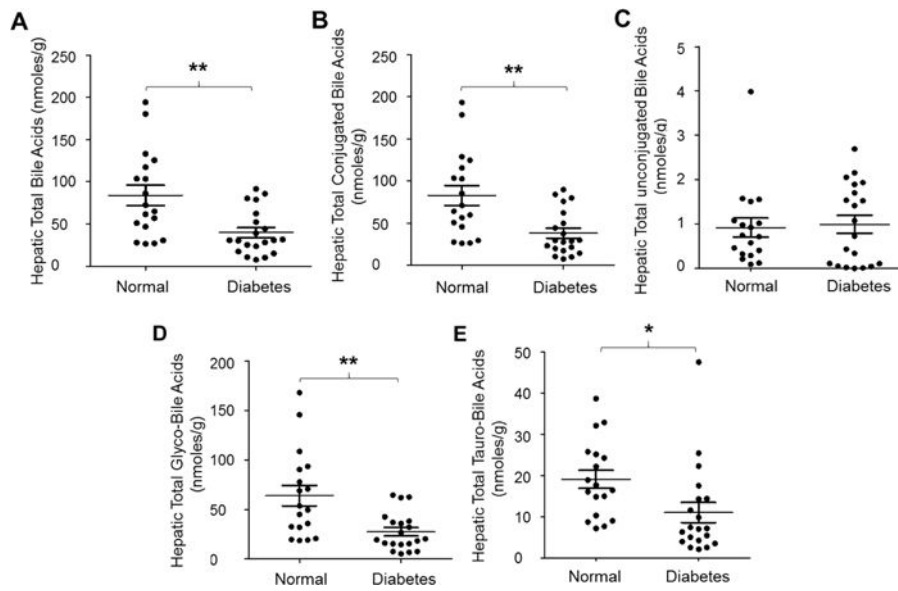 A
Hepatic Total Bile Acids (nmoles/g)
250
200
150
100
50
0
**
Normal
Diabetes
B
Hepatic Total Conjugated Bile Acids
(nmoles/g)
250
200
150
100
50
0
**
Normal
Diabetes
C
Hepatic Total unconjugated Bile Acids
(nmoles/g)
5
4
3
2
1
0
Normal
Diabetes
D
Hepatic Total Glyco-Bile Acids
(nmoles/g)
200
150
100
50
0
**
Normal
Diabetes
E
Hepatic Total Tauro-Bile Acids
(nmoles/g)
50
40
30
20
10
0
*
Normal
Diabetes